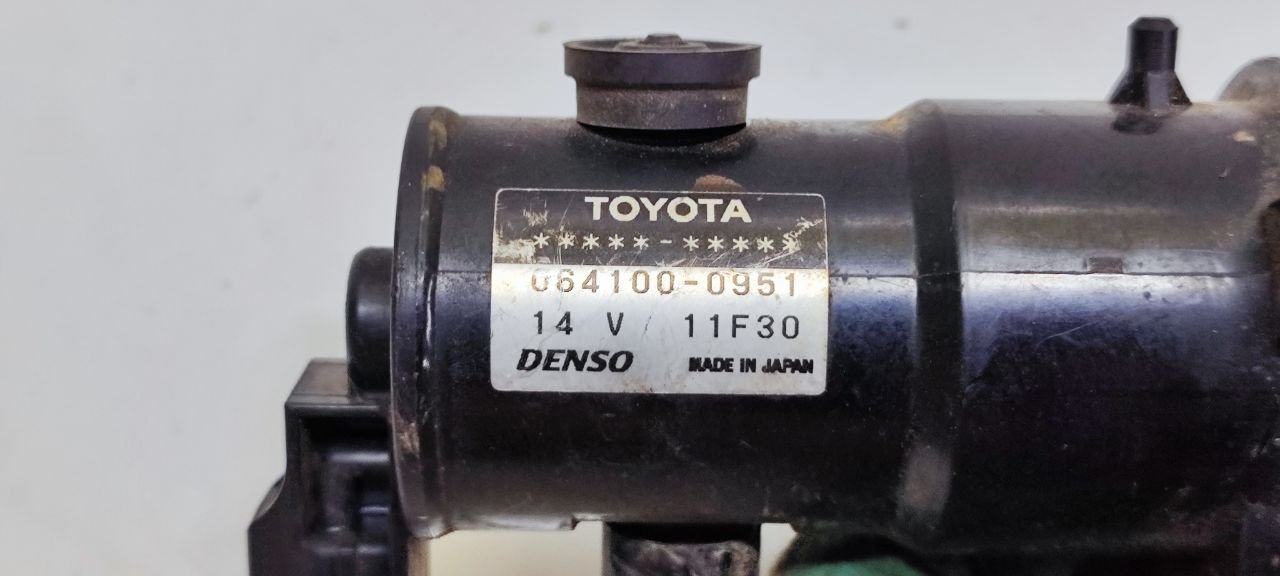 TOYOTA
*****-*****
064100-0951
14 V 11F30
DENSO MADE IN JAPAN